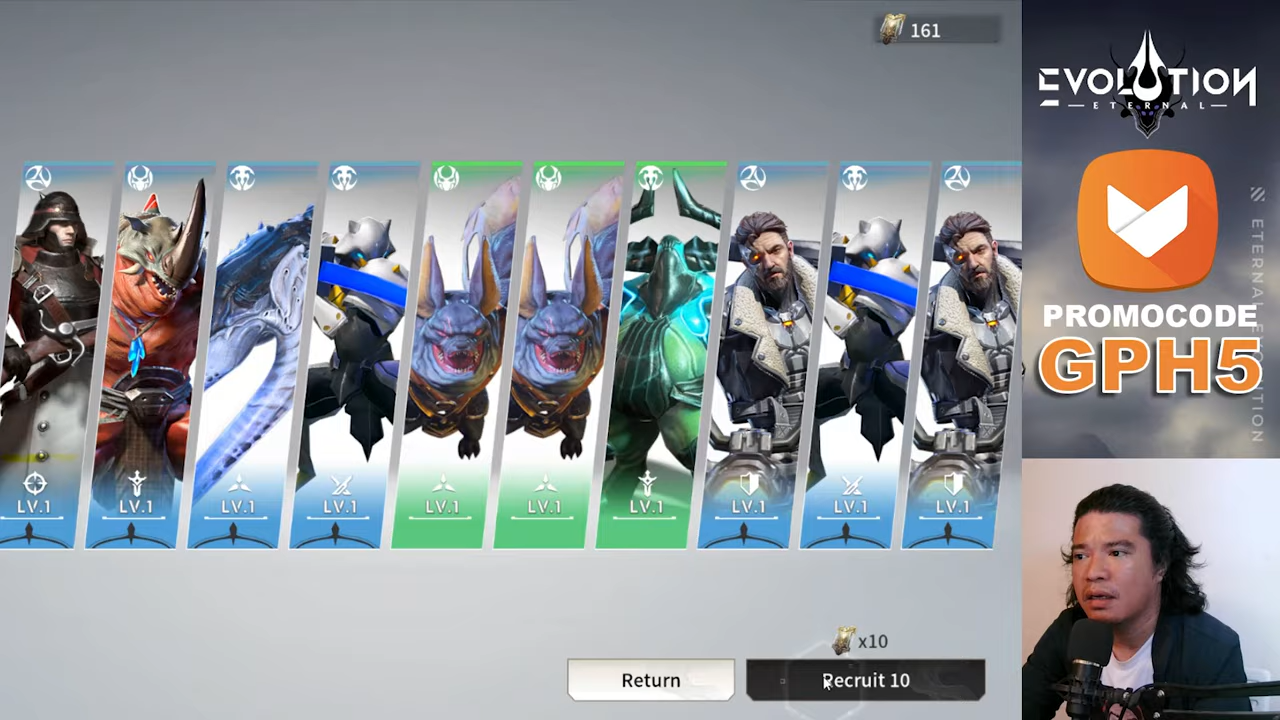 161
LV.1
LV.1
LV.1
LV.1
LV.1
LV.1
LV.1
LV.1
LV.1
LV.1
x10
Return
Recruit 10
EVOLUTION
ETERNAL
PROMOCODE
GPH5
ETERNAL EVOLUTION